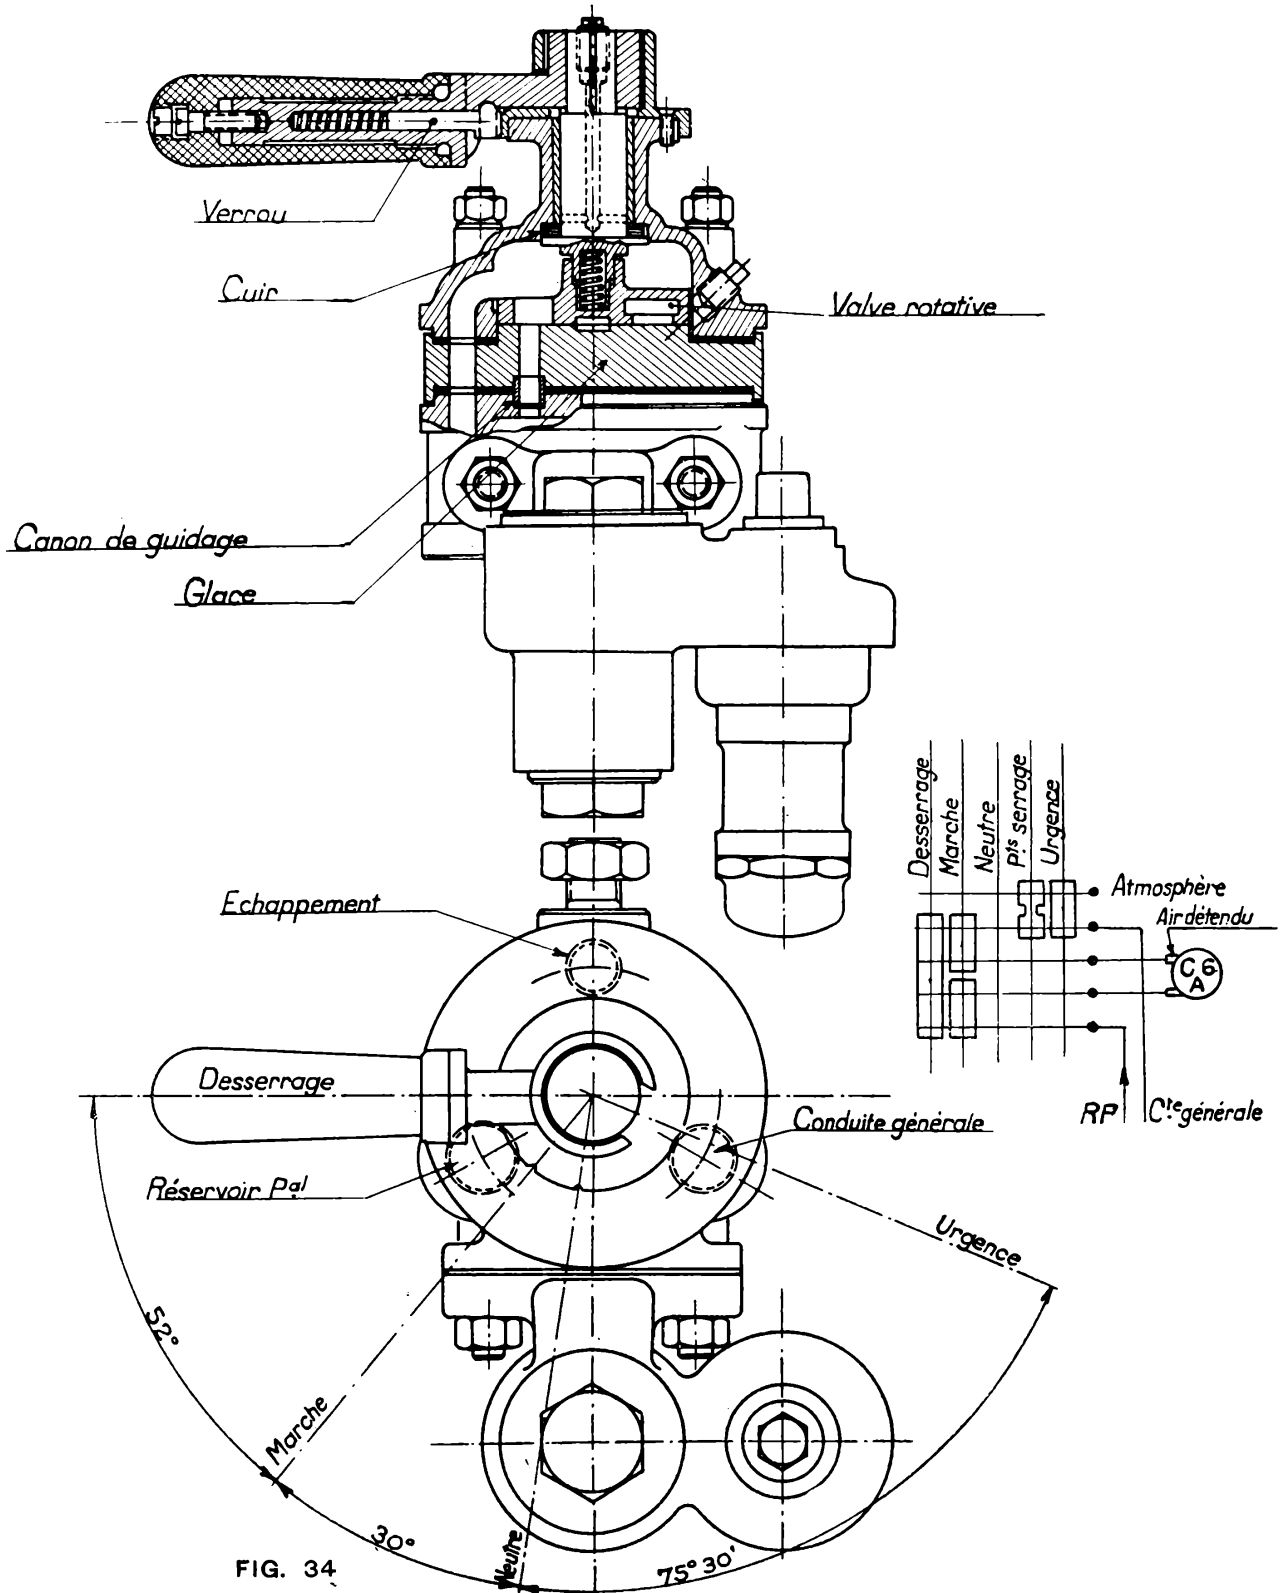 Verrou
Cuir
Valve rotative
Canon de guidage
Glace
Desserrage
Marche
Neutre
Pts serrage
Urgence
Atmosphère
Air détendu
C6
A
RP
Cte générale
Echappement
Desserrage
Conduite générale
Réservoir Pal
Urgence
52°
Marche
30°
Neutre
75°30'
FIG. 34